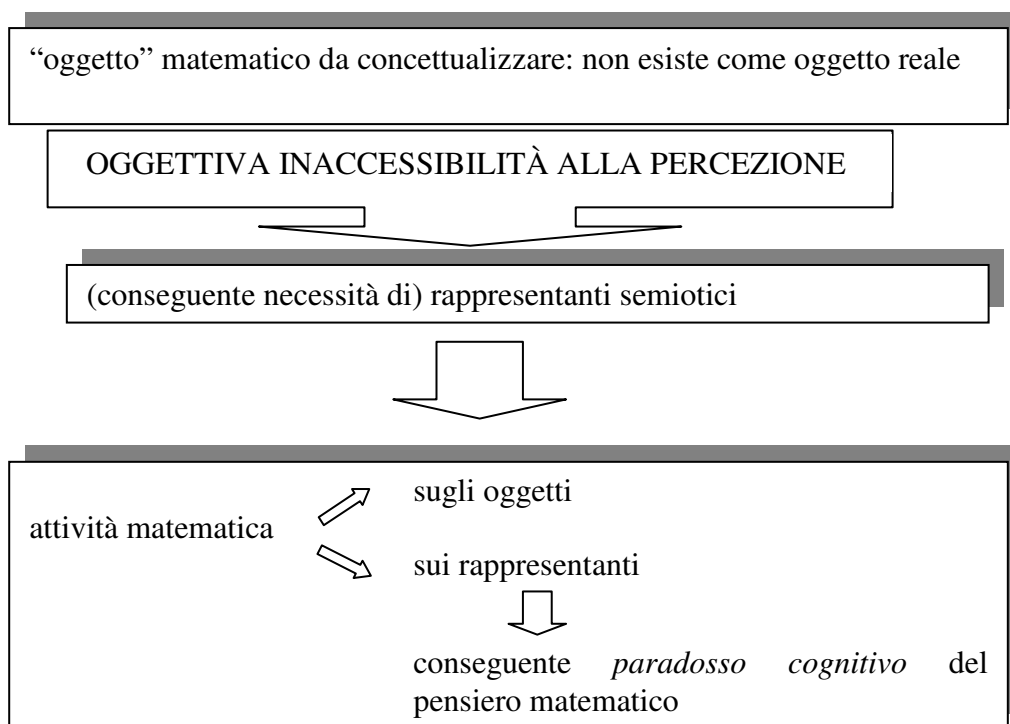 “oggetto” matematico da concettualizzare: non esiste come oggetto reale
OGGETTIVA INACCESSIBILITÀ ALLA PERCEZIONE
(conseguente necessità di) rappresentanti semiotici
sugli oggetti
attività matematica
sui rappresentanti
conseguente paradosso cognitivo del
pensiero matematico